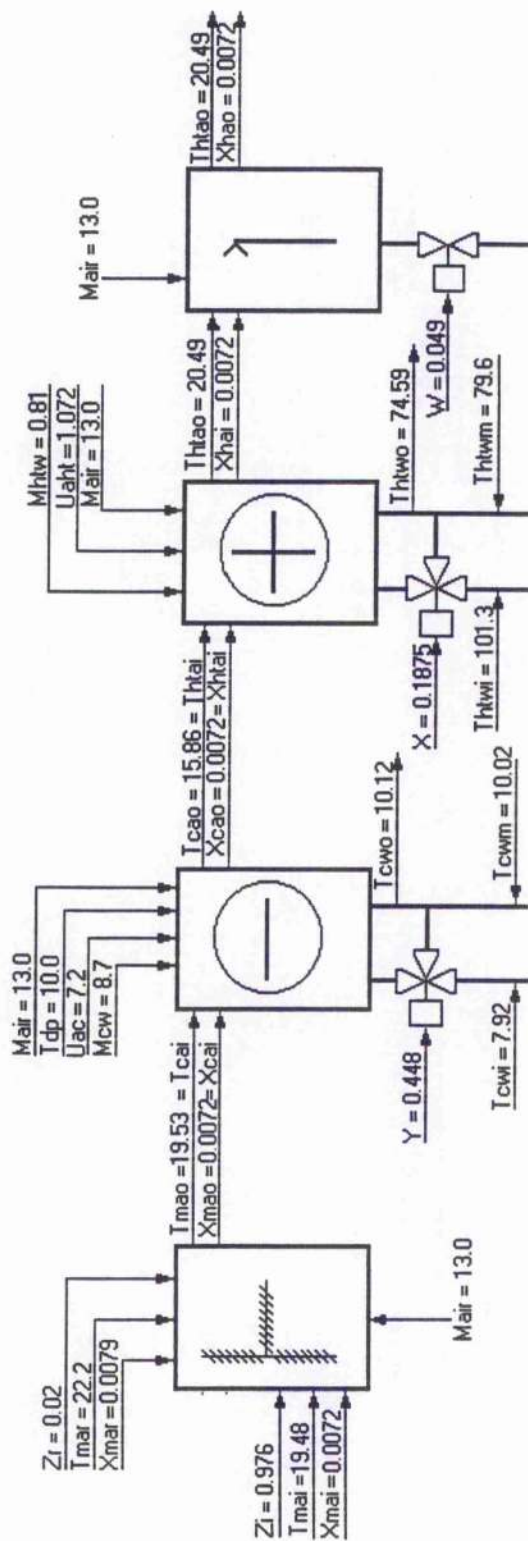 Zr = 0.02
Tmar = 22.2
Xmar = 0.0079
Zi = 0.976
Tmai = 19.48
Xmai = 0.0072
Mair = 13.0
Tmao = 19.53 = Tcai
Xmao = 0.0072 = Xcai
Mair = 13.0
Tdp = 10.0
Uac = 7.2
Mcw = 8.7
Y = 0.448
Tcwi = 7.92
Tcwo = 10.12
Tcwm = 10.02
Tcao = 15.86 = Thtai
Xcao = 0.0072 = Xhtai
Mhtw = 0.81
Uaht = 1.072
Mair = 13.0
X = 0.1875
Thtwi = 101.3
Thtwo = 74.59
Thtwm = 79.6
Thtao = 20.49
Xhai = 0.0072
Mair = 13.0
W = 0.049
Thtao = 20.49
Xhao = 0.0072